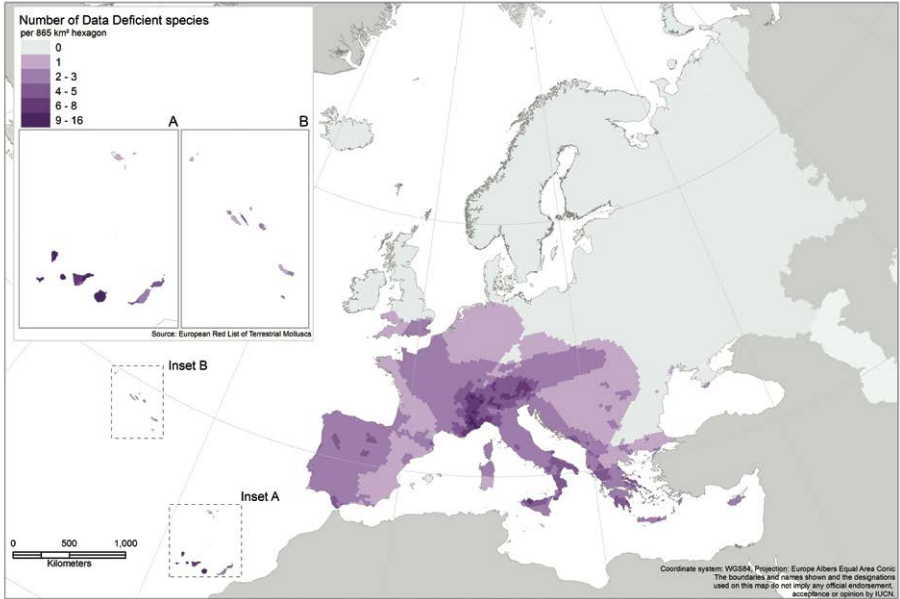 Number of Data Deficient species
per 865 km² hexagon
0
1
2 - 3
4 - 5
6 - 8
9 - 16
A
B
Source: European Red List of Terrestrial Molluscs
Inset B
Inset A
0 500 1,000
Kilometers
Coordinate system: WGS84, Projection: Europe Albers Equal Area Conic
The boundaries and names shown and the designations
used on this map do not imply any official endorsement,
acceptance or opinion by IUCN.